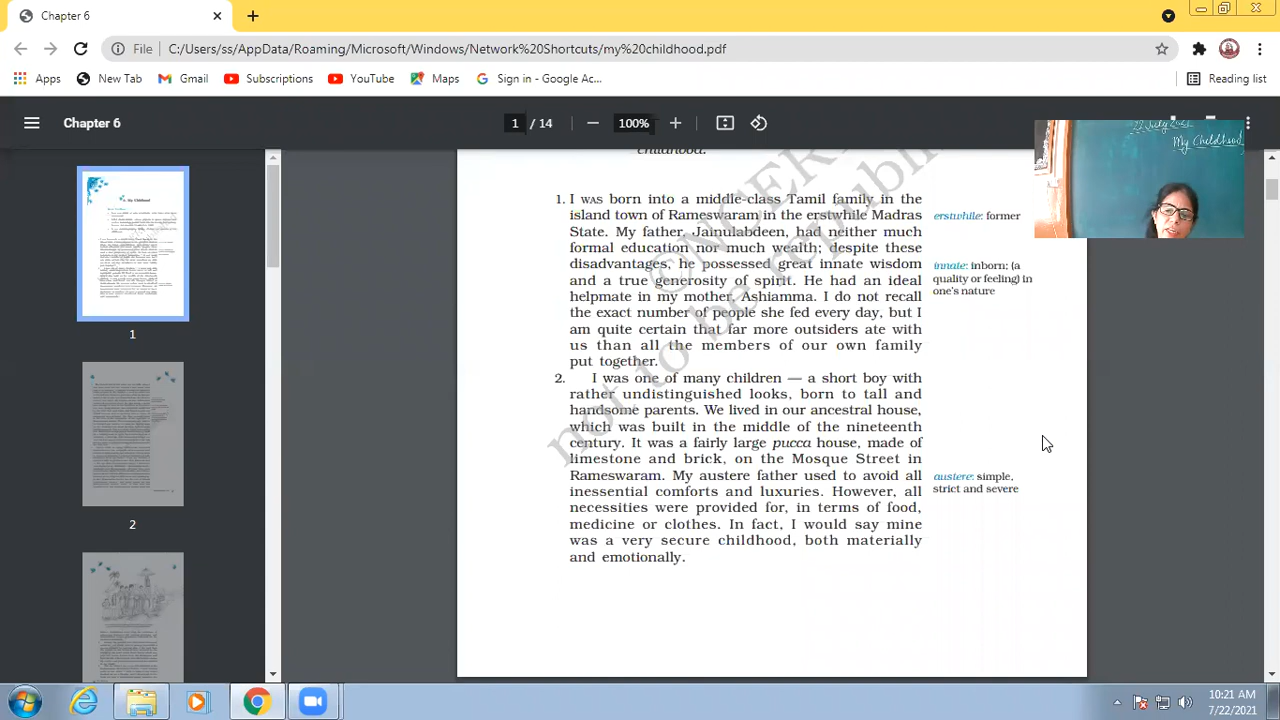 Chapter 6
File C:/Users/ss/AppData/Roaming/Microsoft/Windows/Network%20Shortcuts/my%20childhood.pdf
Apps New Tab Gmail Subscriptions YouTube Maps Sign in - Google Ac... Reading list
Chapter 6 1 / 14 100%
My Childhood
childhood.
1. I was born into a middle-class Tamil family in the
island town of Rameswaram in the erstwhile Madras
State. My father, Jainulabdeen, had neither much
formal education nor much wealth; despite these
disadvantages, he possessed great innate wisdom
and a true generosity of spirit. He had an ideal
helpmate in my mother, Ashiamma. I do not recall
the exact number of people she fed every day, but I
am quite certain that far more outsiders ate with
us than all the members of our own family
put together.
erstwhile: former
innate: inborn; (a
quality or feeling) in
one's nature
2. I was one of many children — a short boy with
rather undistinguished looks, born to tall and
handsome parents. We lived in our ancestral house,
which was built in the middle of the nineteenth
century. It was a fairly large pucca house, made of
limestone and brick, on the Mosque Street in
Rameswaram. My austere father used to avoid all
inessential comforts and luxuries. However, all
necessities were provided for, in terms of food,
medicine or clothes. In fact, I would say mine
was a very secure childhood, both materially
and emotionally.
austere: simple,
strict and severe
not to be
1
2
10:21 AM
7/22/2021